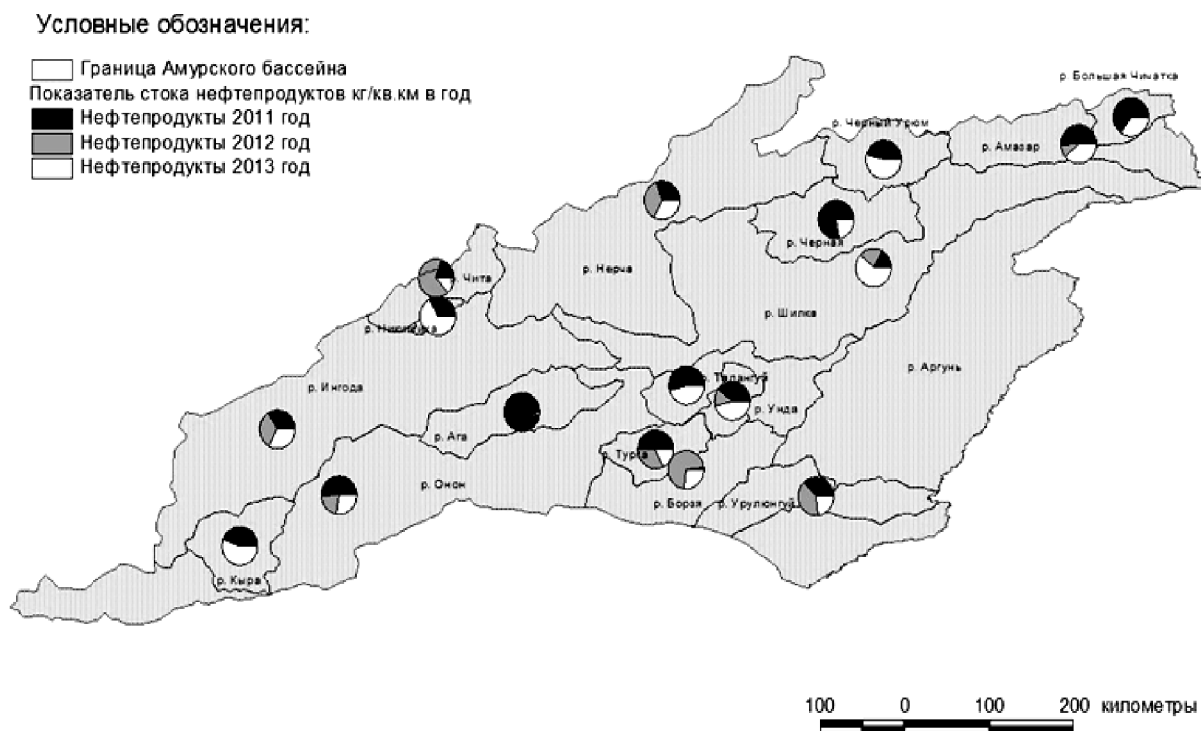 Условные обозначения:
Граница Амурского бассейна
Показатель стока нефтепродуктов кг/кв.км в год
Нефтепродукты 2011 год
Нефтепродукты 2012 год
Нефтепродукты 2013 год
р. Большая Чичатка
р. Черный Урюм
р. Амазар
р. Черная
р. Нерча
р. Чита
р. Шилка
р.
р. Аргунь
р. Ингода
р. Талангуй
р. Унда
р. Ага
р. Турга
р. Онон
р. Борзя
р. Урулюнгуй
р. Кыра
100 0 100 200 километры